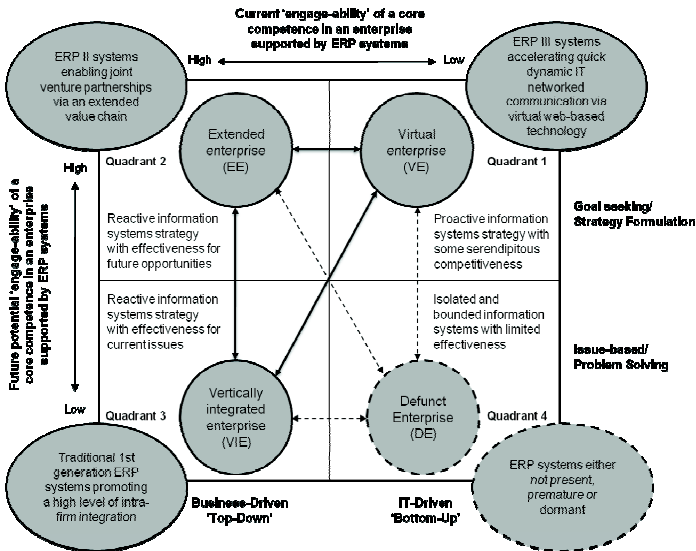 Current 'engage-ability' of a core
competence in an enterprise
supported by ERP systems
High
Low
ERP II systems
enabling joint
venture partnerships
via an extended
value chain
ERP III systems
accelerating quick
dynamic IT
networked
communication via
virtual web-based
technology
Quadrant 2
Extended
enterprise
(EE)
Virtual
enterprise
(VE)
Quadrant 1
High
Future potential 'engage-ability' of a
core competence in an enterprise
supported by ERP systems
Low
Reactive information
systems strategy
with effectiveness for
future opportunities
Proactive information
systems strategy with
some serendipitous
competitiveness
Goal seeking/
Strategy Formulation
Reactive information
systems strategy
with effectiveness for
current issues
Isolated and
bounded information
systems with limited
effectiveness
Issue-based/
Problem Solving
Quadrant 3
Vertically
integrated
enterprise
(VIE)
Defunct
Enterprise
(DE)
Quadrant 4
Traditional 1st
generation ERP
systems promoting
a high level of intra-
firm integration
Business-Driven
'Top-Down'
IT-Driven
'Bottom-Up'
ERP systems either
not present,
premature or
dormant